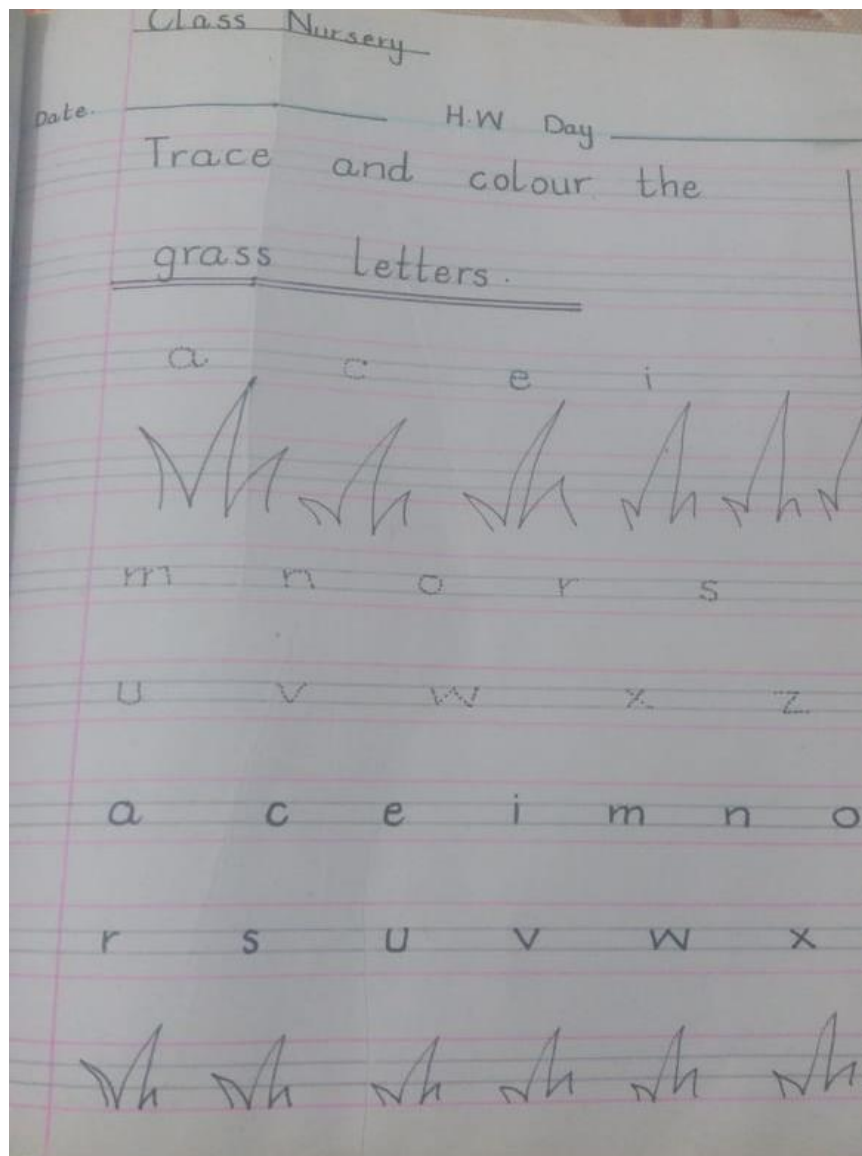 Class Nursery
Date. H.W Day
Trace and colour the
grass letters.
a c e i
m n o r s
u v w x z
a c e i m n o
r s u v w x